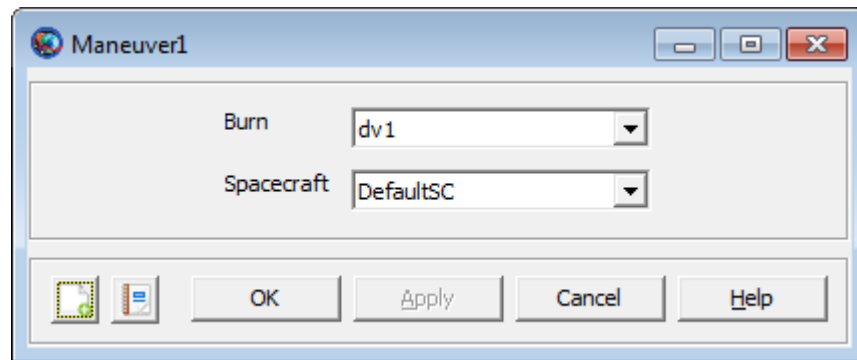 Maneuver1
Burn dv1
Spacecraft DefaultSC
OK Apply Cancel Help